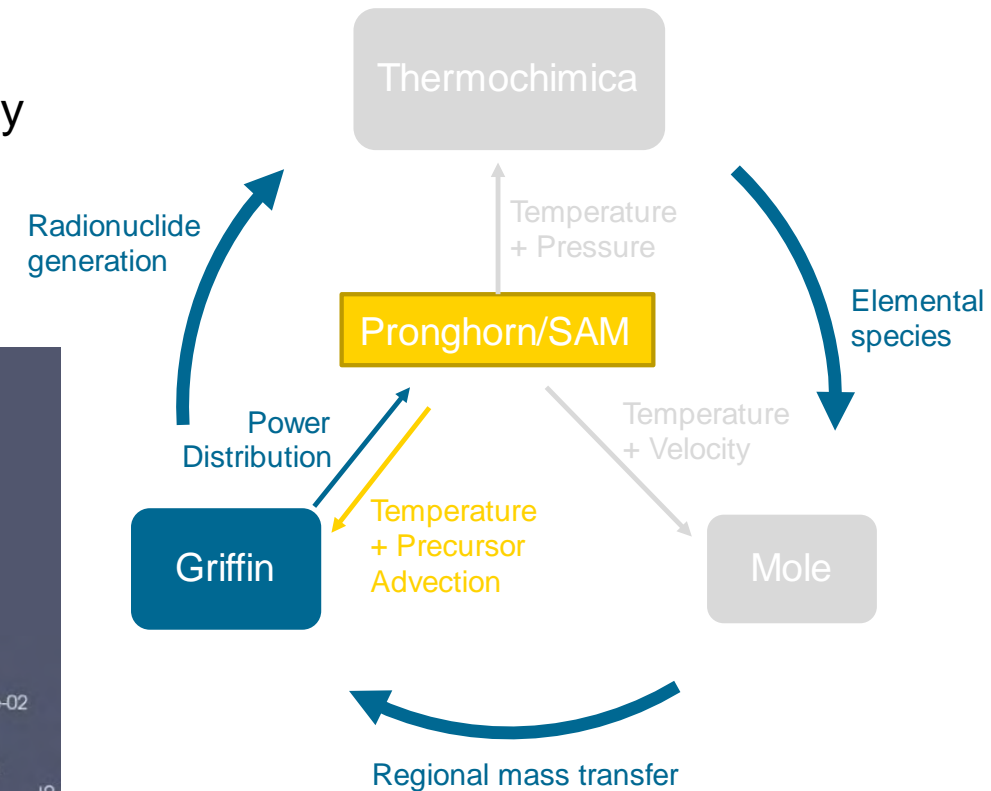 y
Thermochimica
Radionuclide
generation
Temperature
+ Pressure
Elemental
species
Pronghorn/SAM
Power
Distribution
Temperature
+ Velocity
Temperature
+ Precursor
Advection
Griffin
Mole
-02
Regional mass transfer